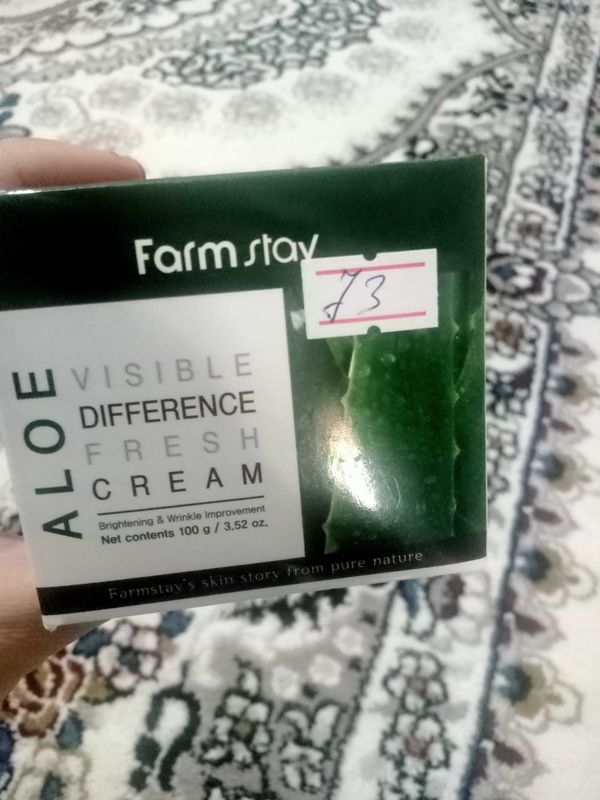 Farm stay
73
ALOE
VISIBLE
DIFFERENCE
FRESH
CREAM
Brightening & Wrinkle Improvement
Net contents 100 g / 3.52 oz.
Farmstay's skin story from pure nature